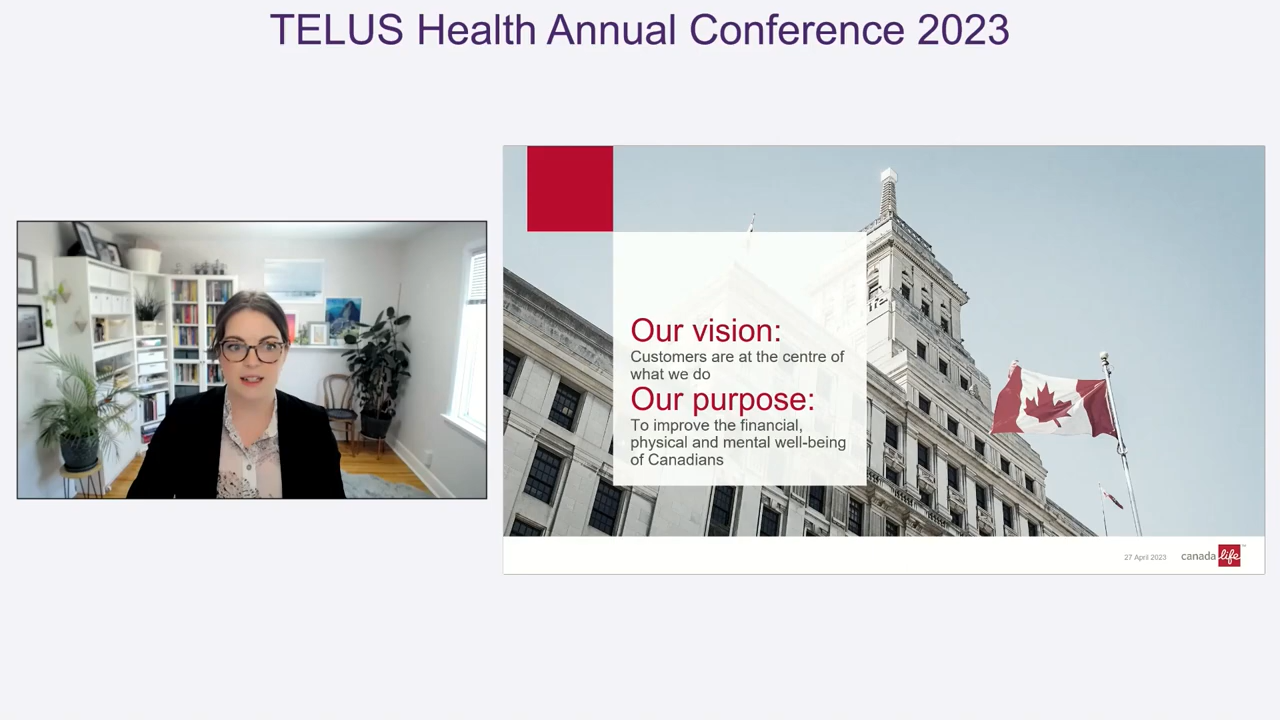 TELUS Health Annual Conference 2023
Our vision:
Customers are at the centre of
what we do
Our purpose:
To improve the financial,
physical and mental well-being
of Canadians
27 April 2023
canada life